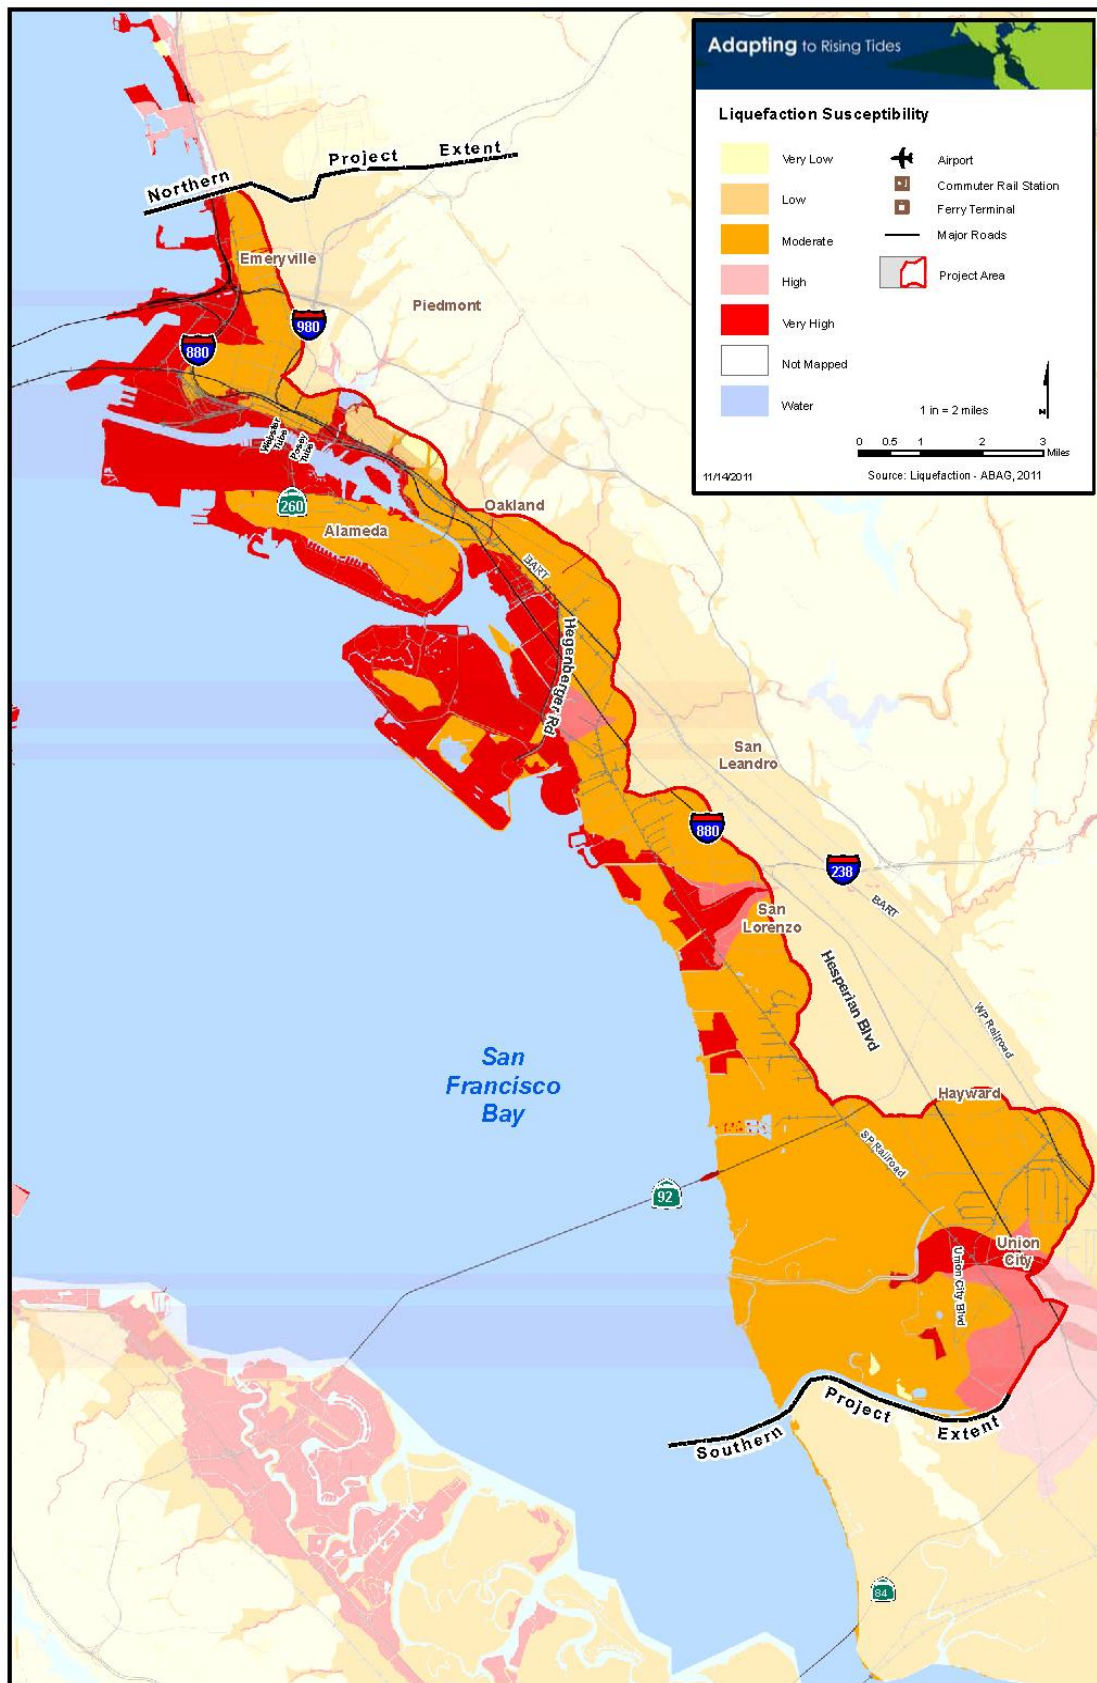 Adapting to Rising Tides
Liquefaction Susceptibility
Very Low
Low
Moderate
High
Very High
Not Mapped
Water
Airport
Commuter Rail Station
Ferry Terminal
Major Roads
Project Area
1 in = 2 miles
N
0 0.5 1 2 3
Miles
11/14/2011
Source: Liquefaction - ABAG, 2011
Northern Project Extent
Emeryville
Piedmont
980
880
Webster
Tube
Posey
Tube
260
Alameda
Oakland
BART
Hegenberger Rd
San
Leandro
880
238
BART
San
Lorenzo
Hesperian Blvd
WP Railroad
San
Francisco
Bay
Hayward
SP Railroad
92
Union
City
Union City Blvd
Southern Project Extent
84